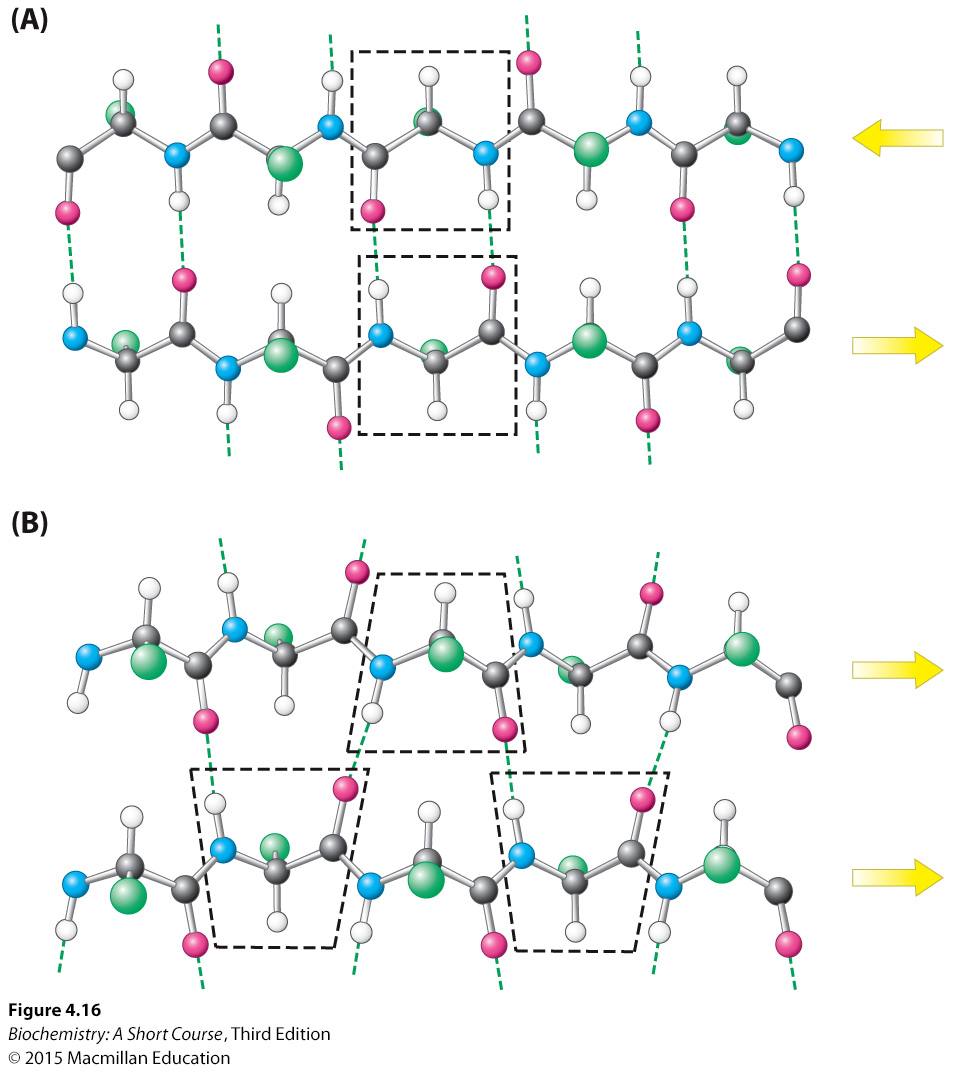 (A)
(B)
Figure 4.16
Biochemistry: A Short Course, Third Edition
© 2015 Macmillan Education